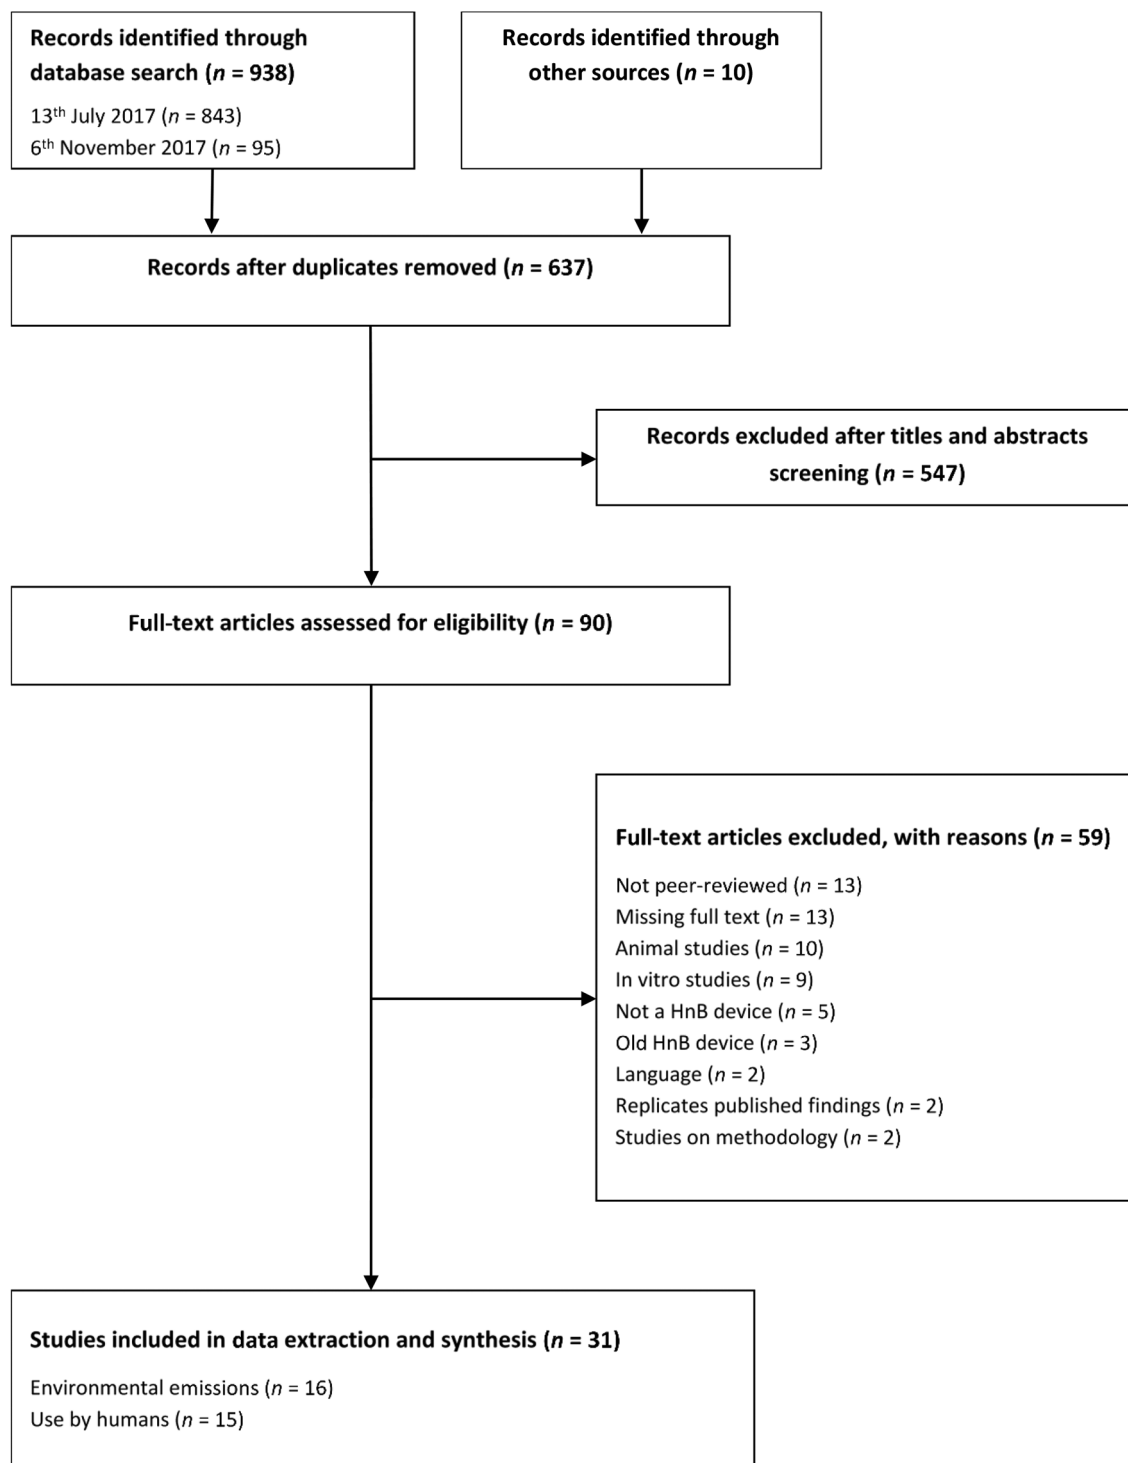 Records identified through
database search (n = 938)
13th July 2017 (n = 843)
6th November 2017 (n = 95)
Records identified through
other sources (n = 10)
Records after duplicates removed (n = 637)
Records excluded after titles and abstracts
screening (n = 547)
Full-text articles assessed for eligibility (n = 90)
Full-text articles excluded, with reasons (n = 59)
Not peer-reviewed (n = 13)
Missing full text (n = 13)
Animal studies (n = 10)
In vitro studies (n = 9)
Not a HnB device (n = 5)
Old HnB device (n = 3)
Language (n = 2)
Replicates published findings (n = 2)
Studies on methodology (n = 2)
Studies included in data extraction and synthesis (n = 31)
Environmental emissions (n = 16)
Use by humans (n = 15)